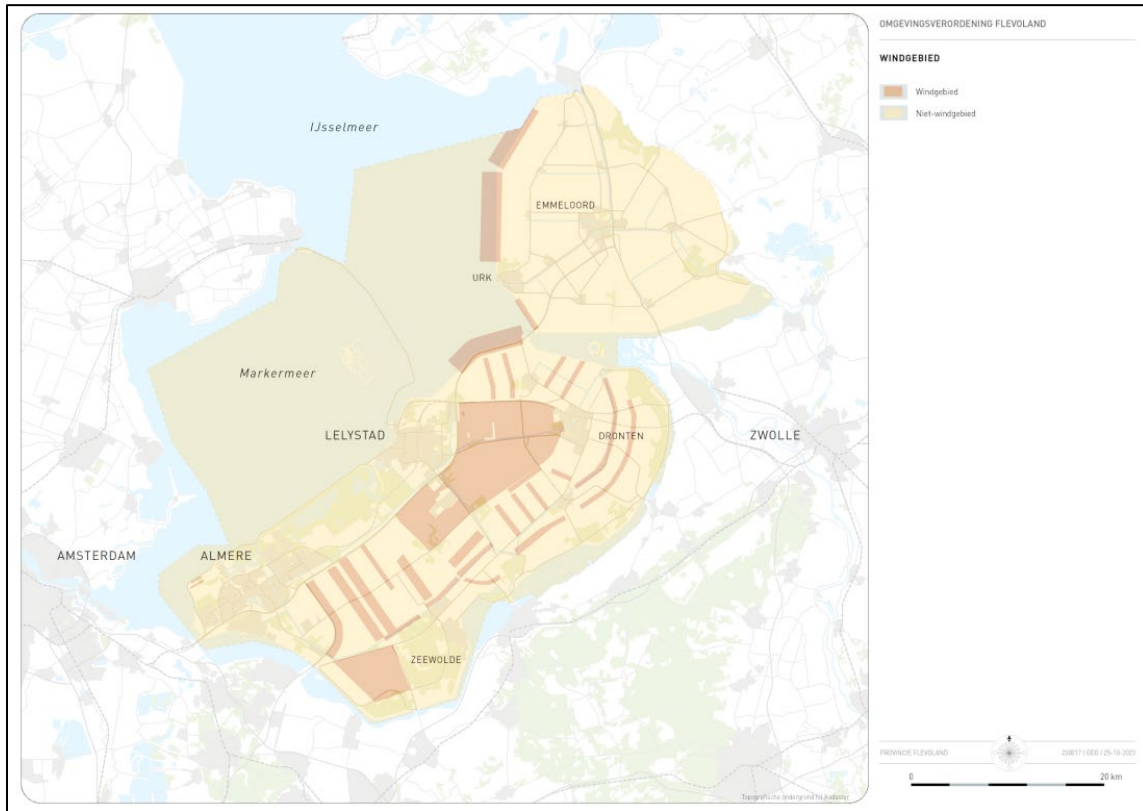 OMGEVINGSVERORDENING FLEVOLAND
WINDGEBIED
Windgebied
Niet-windgebied
IJsselmeer
EMMELOORD
URK
Markermeer
LELYSTAD
DRONTEN
ZWOLLE
AMSTERDAM
ALMERE
ZEEWOLDE
PROVINCIE FLEVOLAND
0 20 km